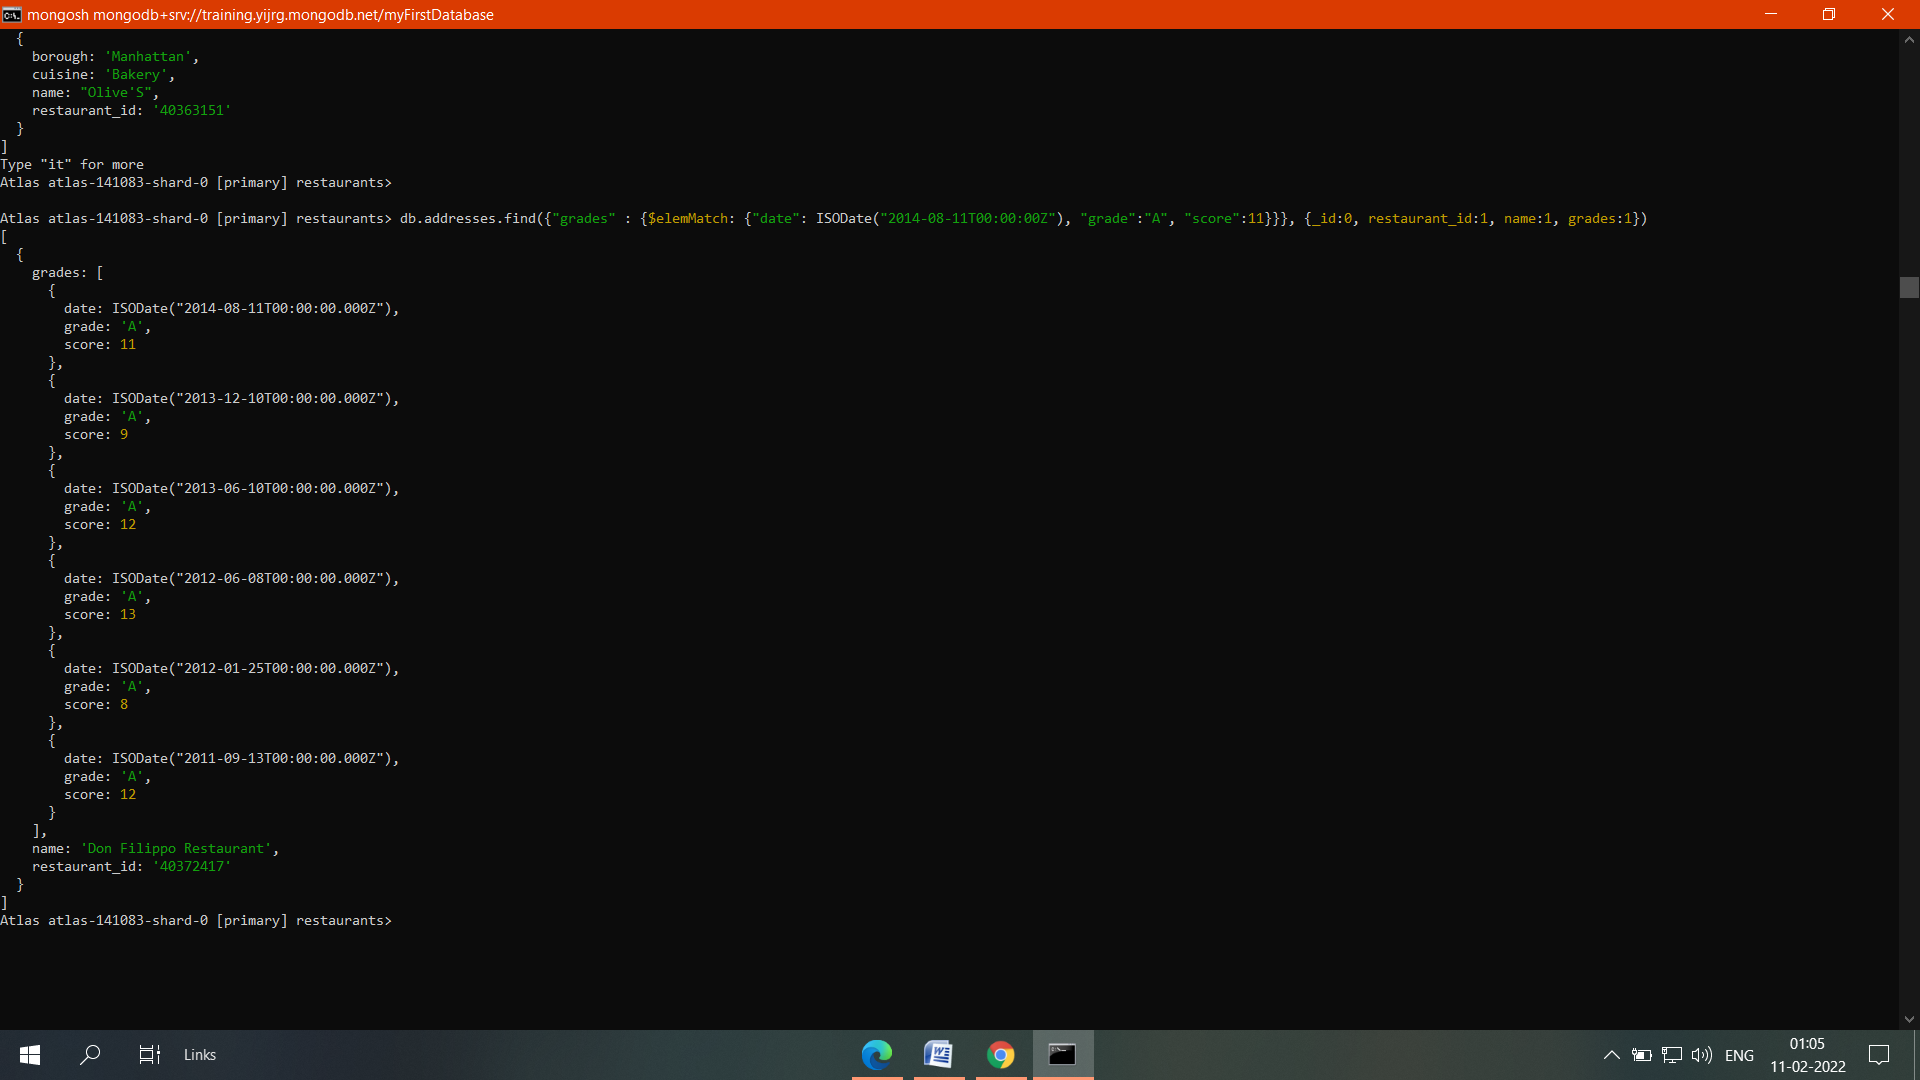 mongosh mongodb+srv://training.yijrg.mongodb.net/myFirstDatabase
  {
    borough: 'Manhattan',
    cuisine: 'Bakery',
    name: "Olive'S",
    restaurant_id: '40363151'
  }
]
Type "it" for more
Atlas atlas-141083-shard-0 [primary] restaurants>
Atlas atlas-141083-shard-0 [primary] restaurants> db.addresses.find({"grades" : {$elemMatch: {"date": ISODate("2014-08-11T00:00:00Z"), "grade":"A", "score":11}}}, {_id:0, restaurant_id:1, name:1, grades:1})
[
  {
    grades: [
      {
        date: ISODate("2014-08-11T00:00:00.000Z"),
        grade: 'A',
        score: 11
      },
      {
        date: ISODate("2013-12-10T00:00:00.000Z"),
        grade: 'A',
        score: 9
      },
      {
        date: ISODate("2013-06-10T00:00:00.000Z"),
        grade: 'A',
        score: 12
      },
      {
        date: ISODate("2012-06-08T00:00:00.000Z"),
        grade: 'A',
        score: 13
      },
      {
        date: ISODate("2012-01-25T00:00:00.000Z"),
        grade: 'A',
        score: 8
      },
      {
        date: ISODate("2011-09-13T00:00:00.000Z"),
        grade: 'A',
        score: 12
      }
    ],
    name: 'Don Filippo Restaurant',
    restaurant_id: '40372417'
  }
]
Atlas atlas-141083-shard-0 [primary] restaurants>
Links
ENG
01:05
11-02-2022